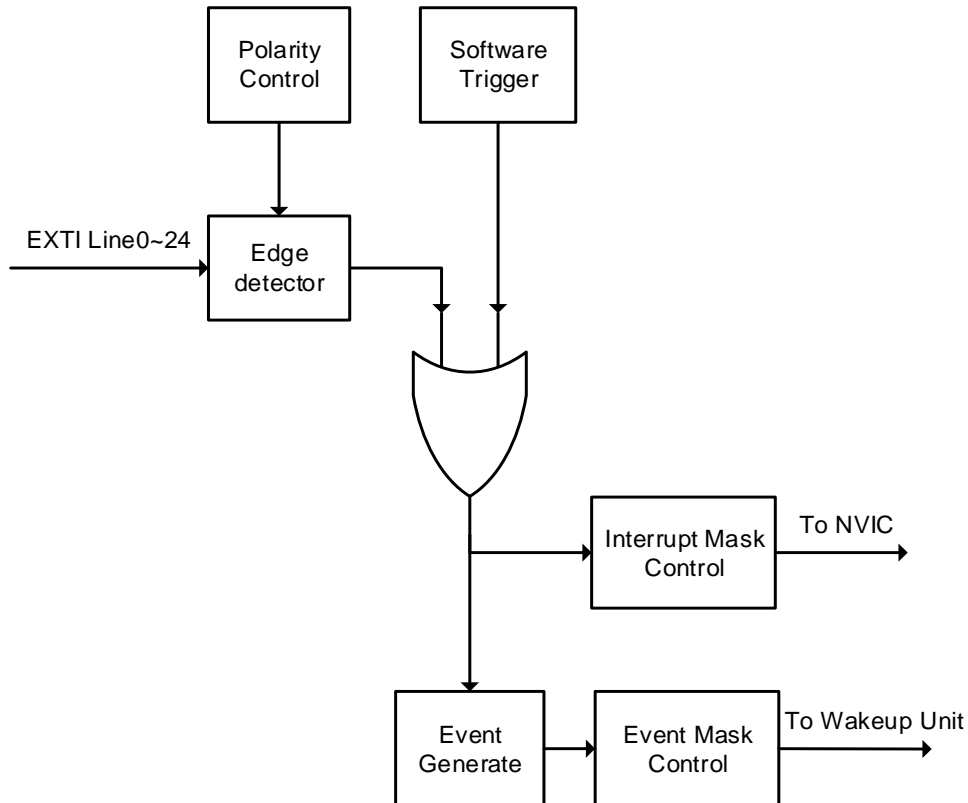 Polarity
Control
Software
Trigger
EXTI Line0~24
Edge
detector
To NVIC
Interrupt Mask
Control
To Wakeup Unit
Event
Generate
Event Mask
Control